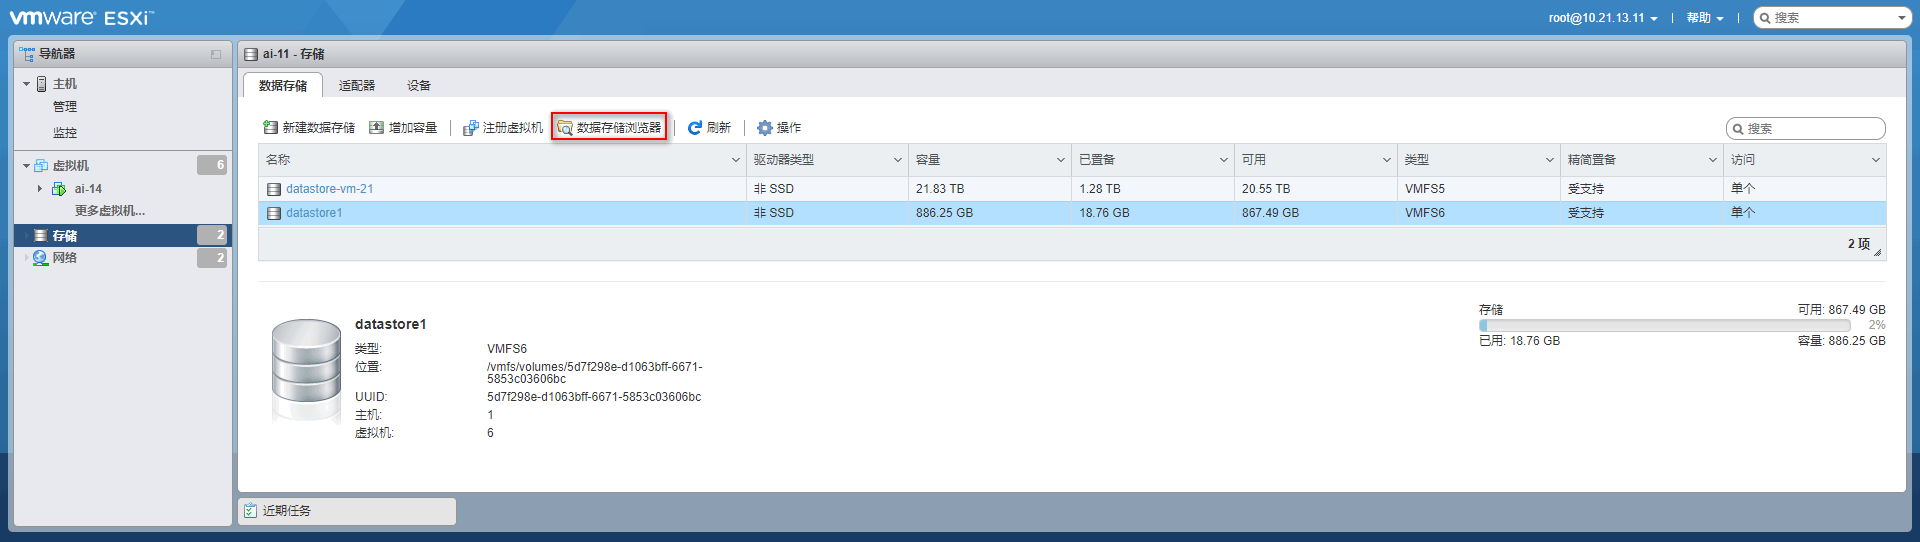 vmware ESXi™
root@10.21.13.11 | 帮助 | 搜索
导航器
主机
管理
监控
虚拟机 6
ai-14
更多虚拟机...
存储 2
网络 2
ai-11 - 存储
数据存储 适配器 设备
新建数据存储 增加容量 | 注册虚拟机 数据存储浏览器 | 刷新 | 操作
搜索
名称 驱动器类型 容量 已置备 可用 类型 精简置备 访问
datastore-vm-21 非 SSD 21.83 TB 1.28 TB 20.55 TB VMFS5 受支持 单个
datastore1 非 SSD 886.25 GB 18.76 GB 867.49 GB VMFS6 受支持 单个
2 项
datastore1
类型: VMFS6
位置: /vmfs/volumes/5d7f298e-d1063bff-6671-
5853c03606bc
UUID: 5d7f298e-d1063bff-6671-5853c03606bc
主机: 1
虚拟机: 6
存储 可用: 867.49 GB
2%
已用: 18.76 GB 容量: 886.25 GB
近期任务